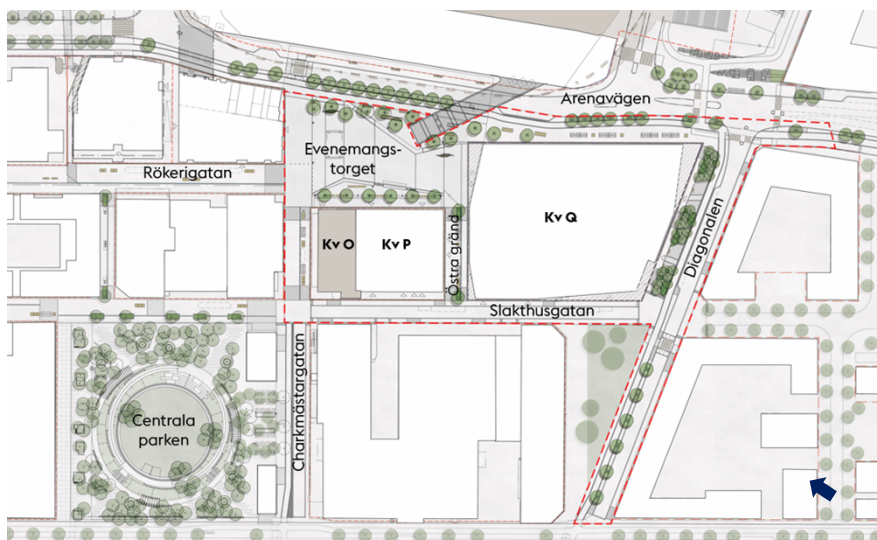 Arenavägen
Evenemangs-
torget
Rökerigatan
Kv O
Kv P
Östra gränd
Kv Q
Diagonalen
Slakthusgatan
Charkmästargatan
Centrala
parken